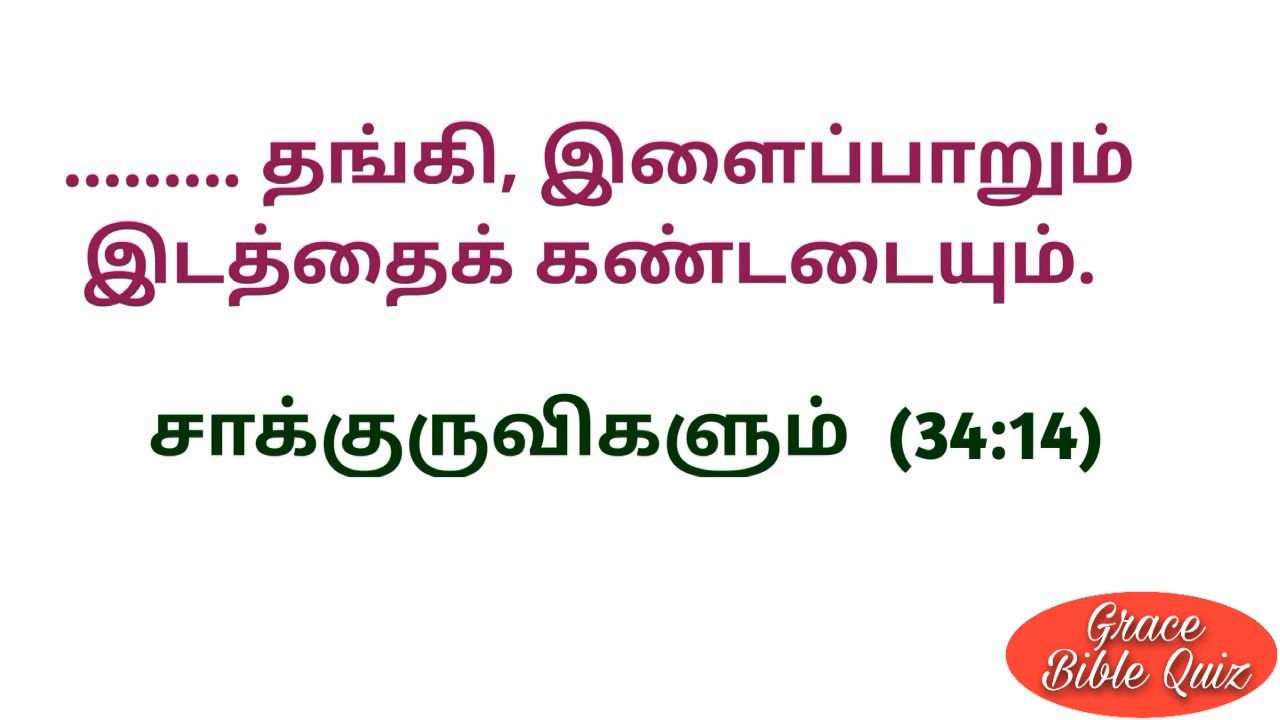 ......... தங்கி, இளைப்பாறும்
இடத்தைக் கண்டடையும்.
சாக்குருவிகளும் (34:14)
Grace
Bible Quiz